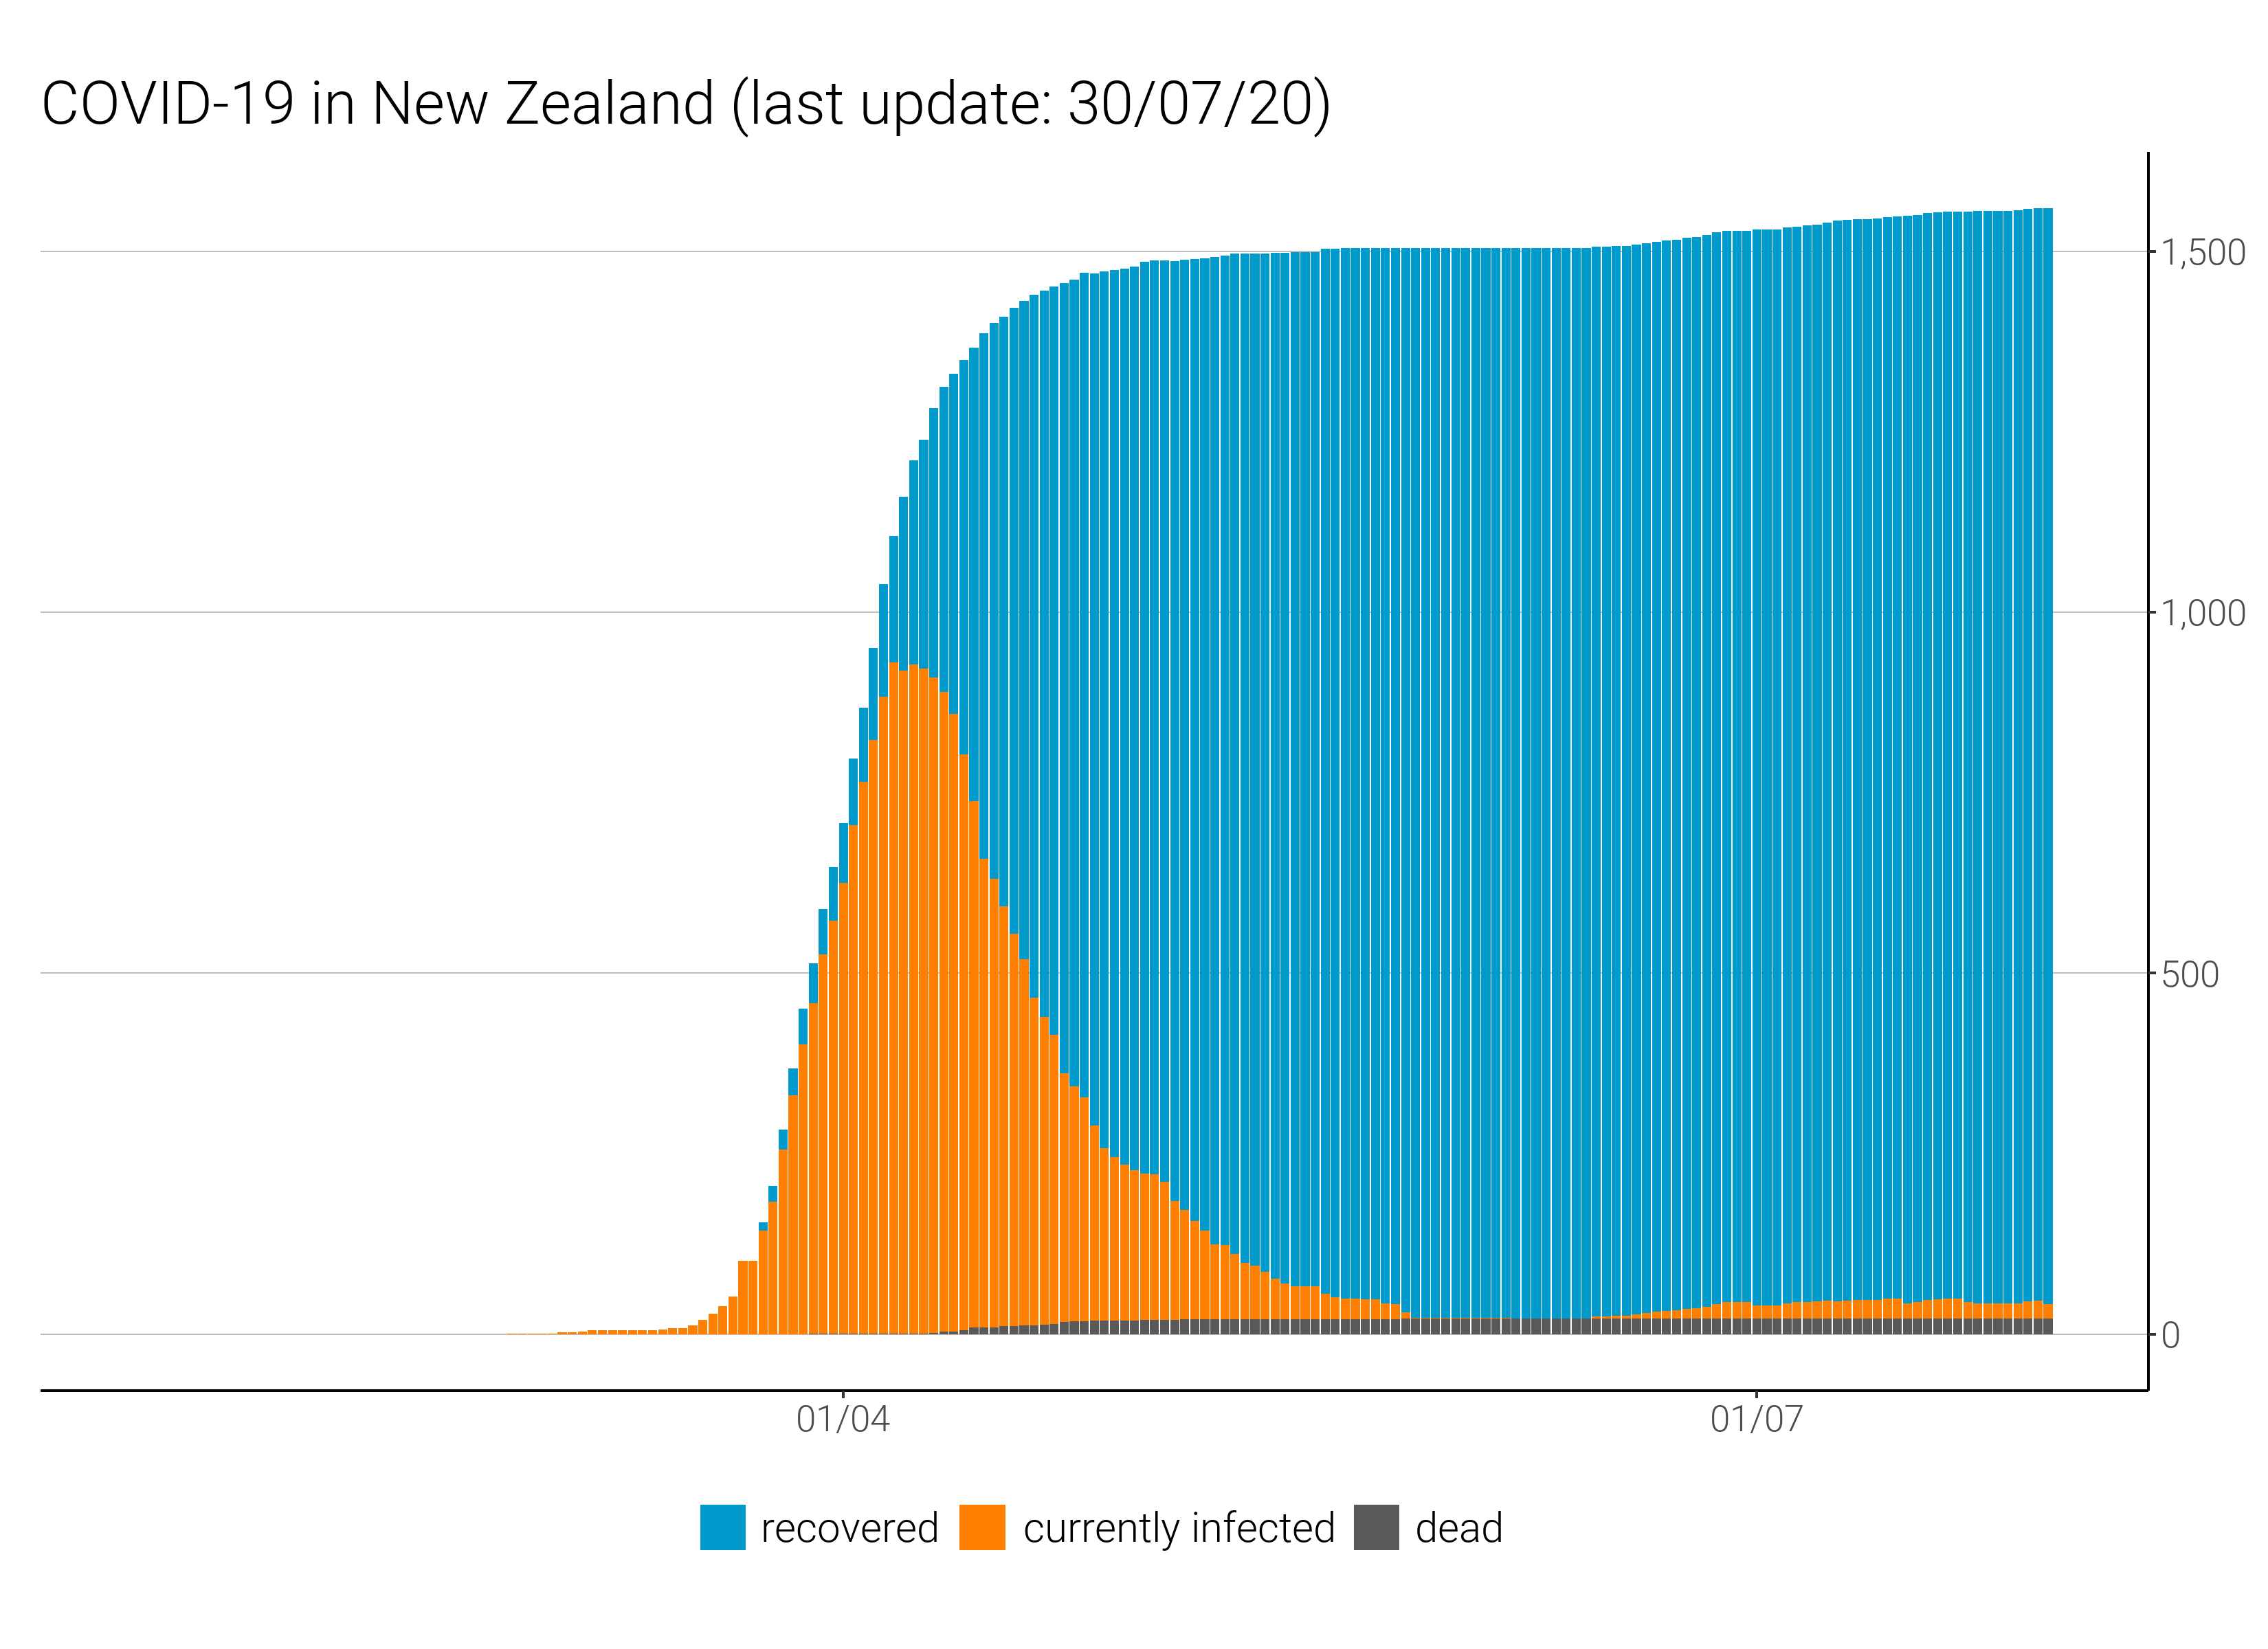 COVID-19 in New Zealand (last update: 30/07/20)
1,500
1,000
500
0
01/04 01/07
recovered currently infected dead